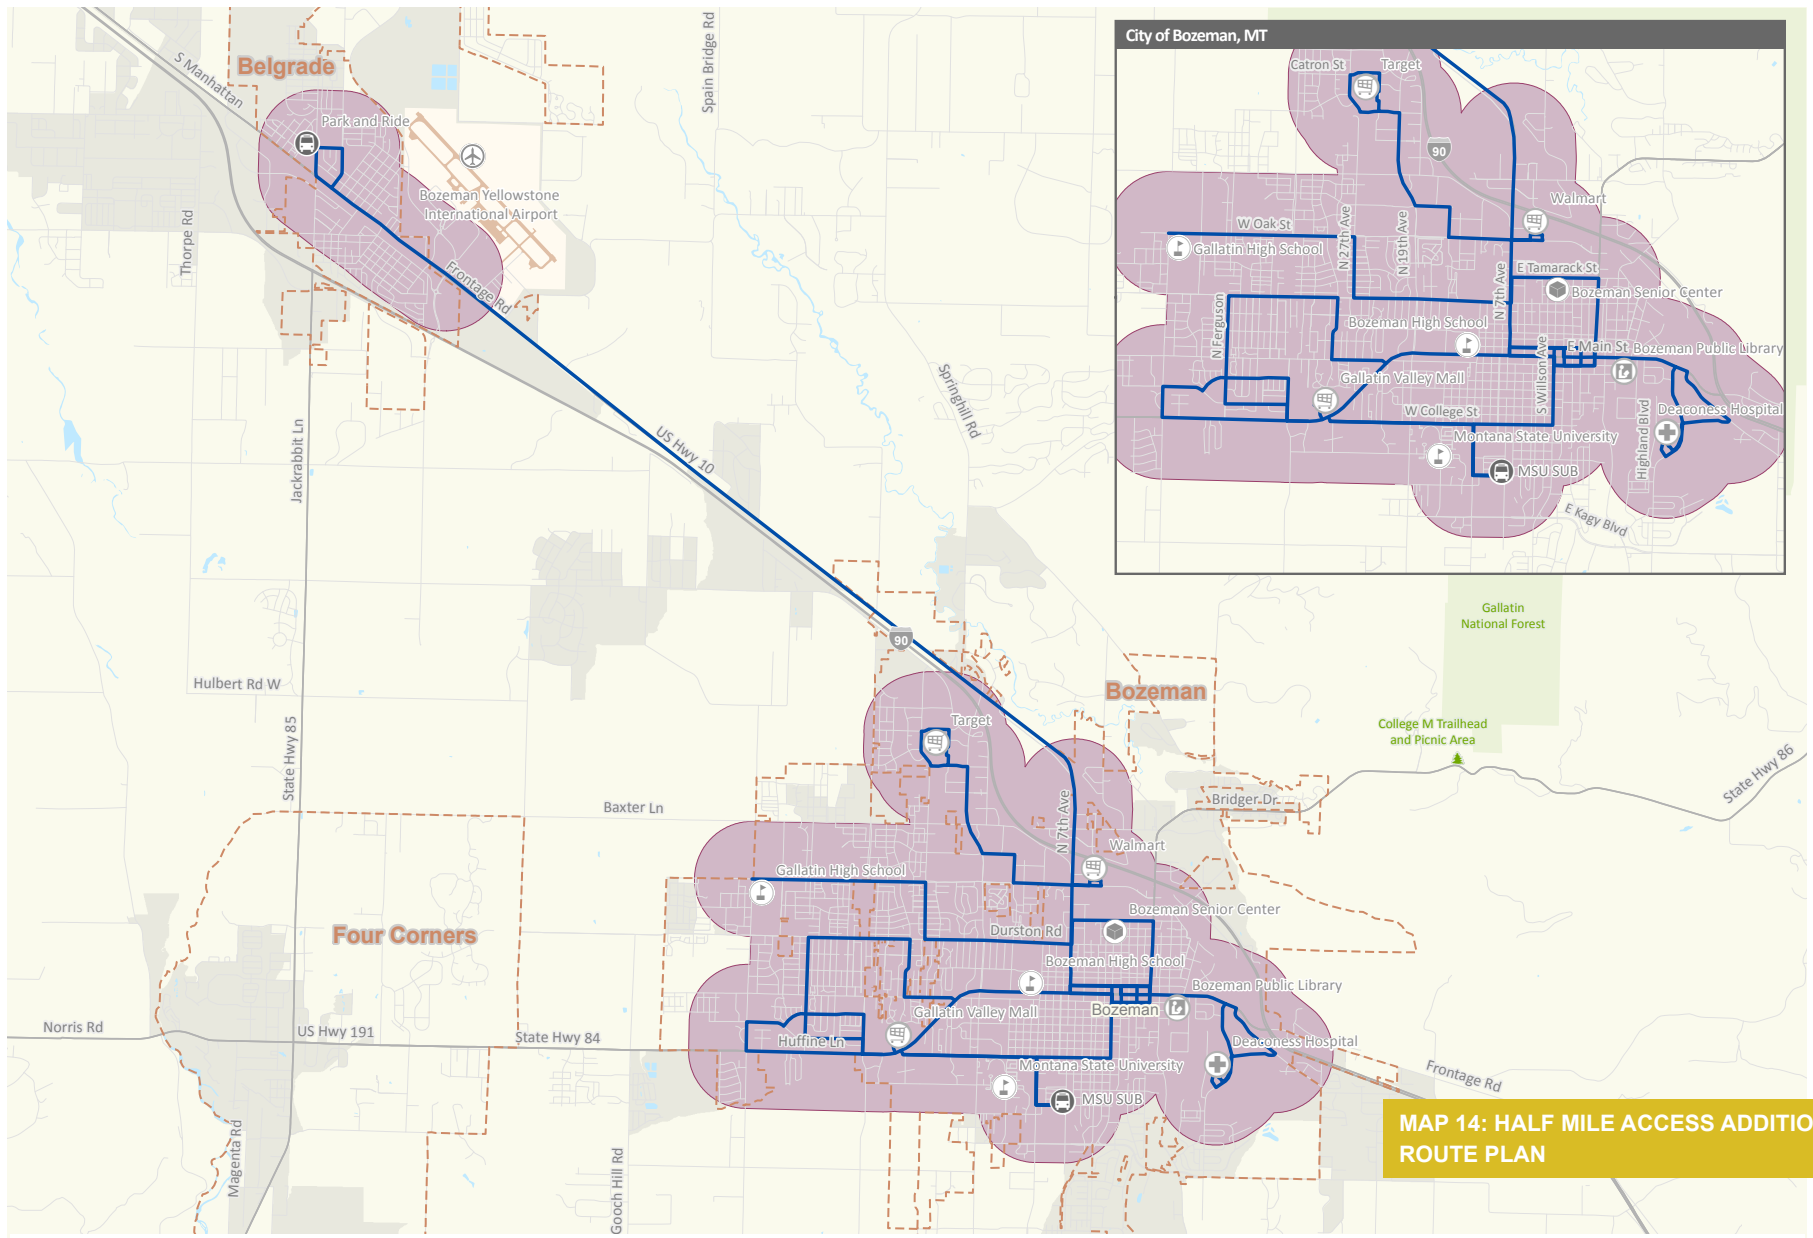 Belgrade
S Manhattan
Park and Ride
Bozeman Yellowstone
International Airport
Thorpe Rd
Frontage Rd
Spain Bridge Rd
Springhill Rd
Jackrabbit Ln
US Hwy 10
90
City of Bozeman, MT
Catron St
Target
90
Walmart
W Oak St
N 27th Ave
N 19th Ave
Gallatin High School
N 7th Ave
E Tamarack St
Bozeman Senior Center
N Ferguson
Bozeman High School
S Willson Ave
E Main St
Bozeman Public Library
Gallatin Valley Mall
W College St
Highland Blvd
Deaconess Hospital
Montana State University
MSU SUB
E Kagy Blvd
Gallatin
National Forest
Hulbert Rd W
Bozeman
State Hwy 85
Target
College M Trailhead
and Picnic Area
State Hwy 86
Baxter Ln
Bridger Dr
N 7th Ave
Walmart
Gallatin High School
Bozeman Senior Center
Four Corners
Durston Rd
Bozeman High School
Bozeman Public Library
Norris Rd
US Hwy 191
State Hwy 84
Huffine Ln
Gallatin Valley Mall
Bozeman
Deaconess Hospital
Montana State University
Frontage Rd
MSU SUB
Magenta Rd
Gooch Hill Rd
MAP 14: HALF MILE ACCESS ADDITIO
ROUTE PLAN